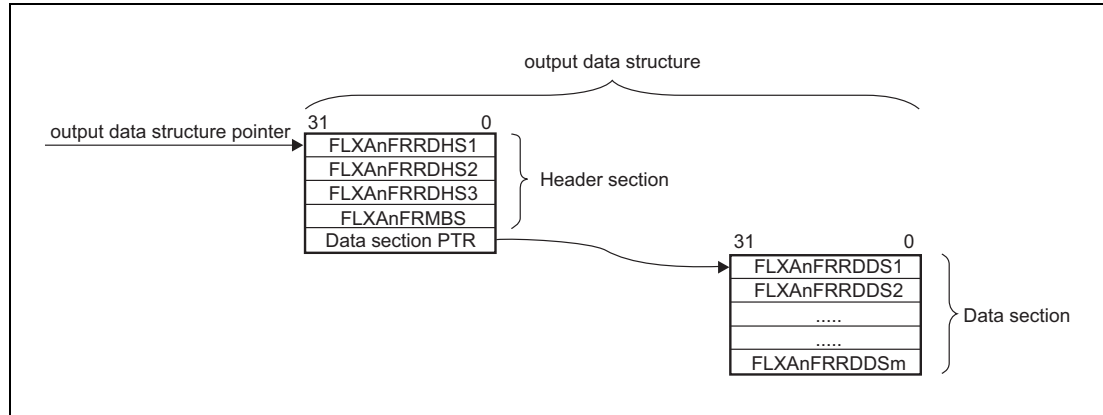 output data structure
output data structure pointer
31 0
FLXAnFRRDHS1
FLXAnFRRDHS2
FLXAnFRRDHS3
FLXAnFRMBS
Data section PTR
Header section
31 0
FLXAnFRRDDS1
FLXAnFRRDDS2
.....
.....
FLXAnFRRDDSm
Data section